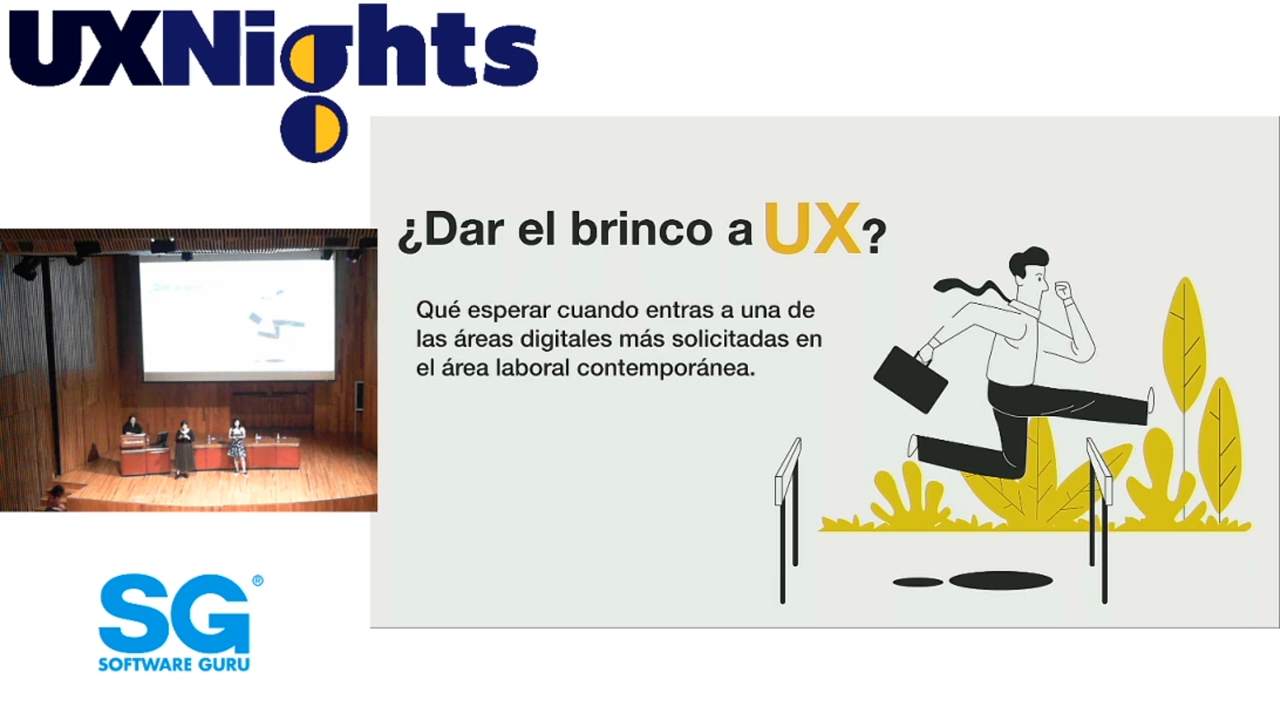 UXNights
¿Dar el brinco a UX?
Qué esperar cuando entras a una de
las áreas digitales más solicitadas en
el área laboral contemporánea.
SG®
SOFTWARE GURU